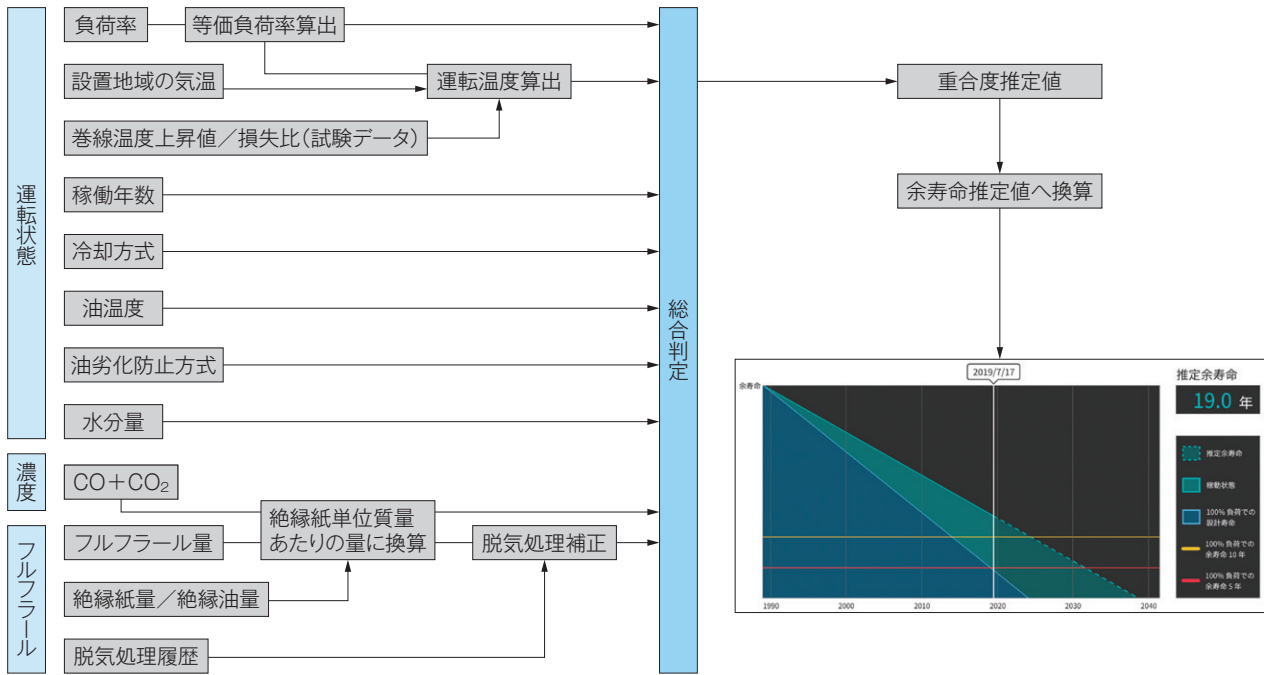 運転状態
負荷率
等価負荷率算出
設置地域の気温
運転温度算出
巻線温度上昇値／損失比(試験データ)
稼働年数
冷却方式
油温度
油劣化防止方式
水分量
濃度
CO＋CO₂
フルフラール
フルフラール量
絶縁紙単位質量
あたりの量に換算
脱気処理補正
絶縁紙量／絶縁油量
脱気処理履歴
総合判定
重合度推定値
余寿命推定値へ換算
2019/7/17
余寿命
1990
2000
2010
2020
2030
2040
推定余寿命
19.0 年
推定余寿命
稼動状態
100% 負荷での
設計寿命
100% 負荷での
余寿命 10 年
100% 負荷での
余寿命 5 年